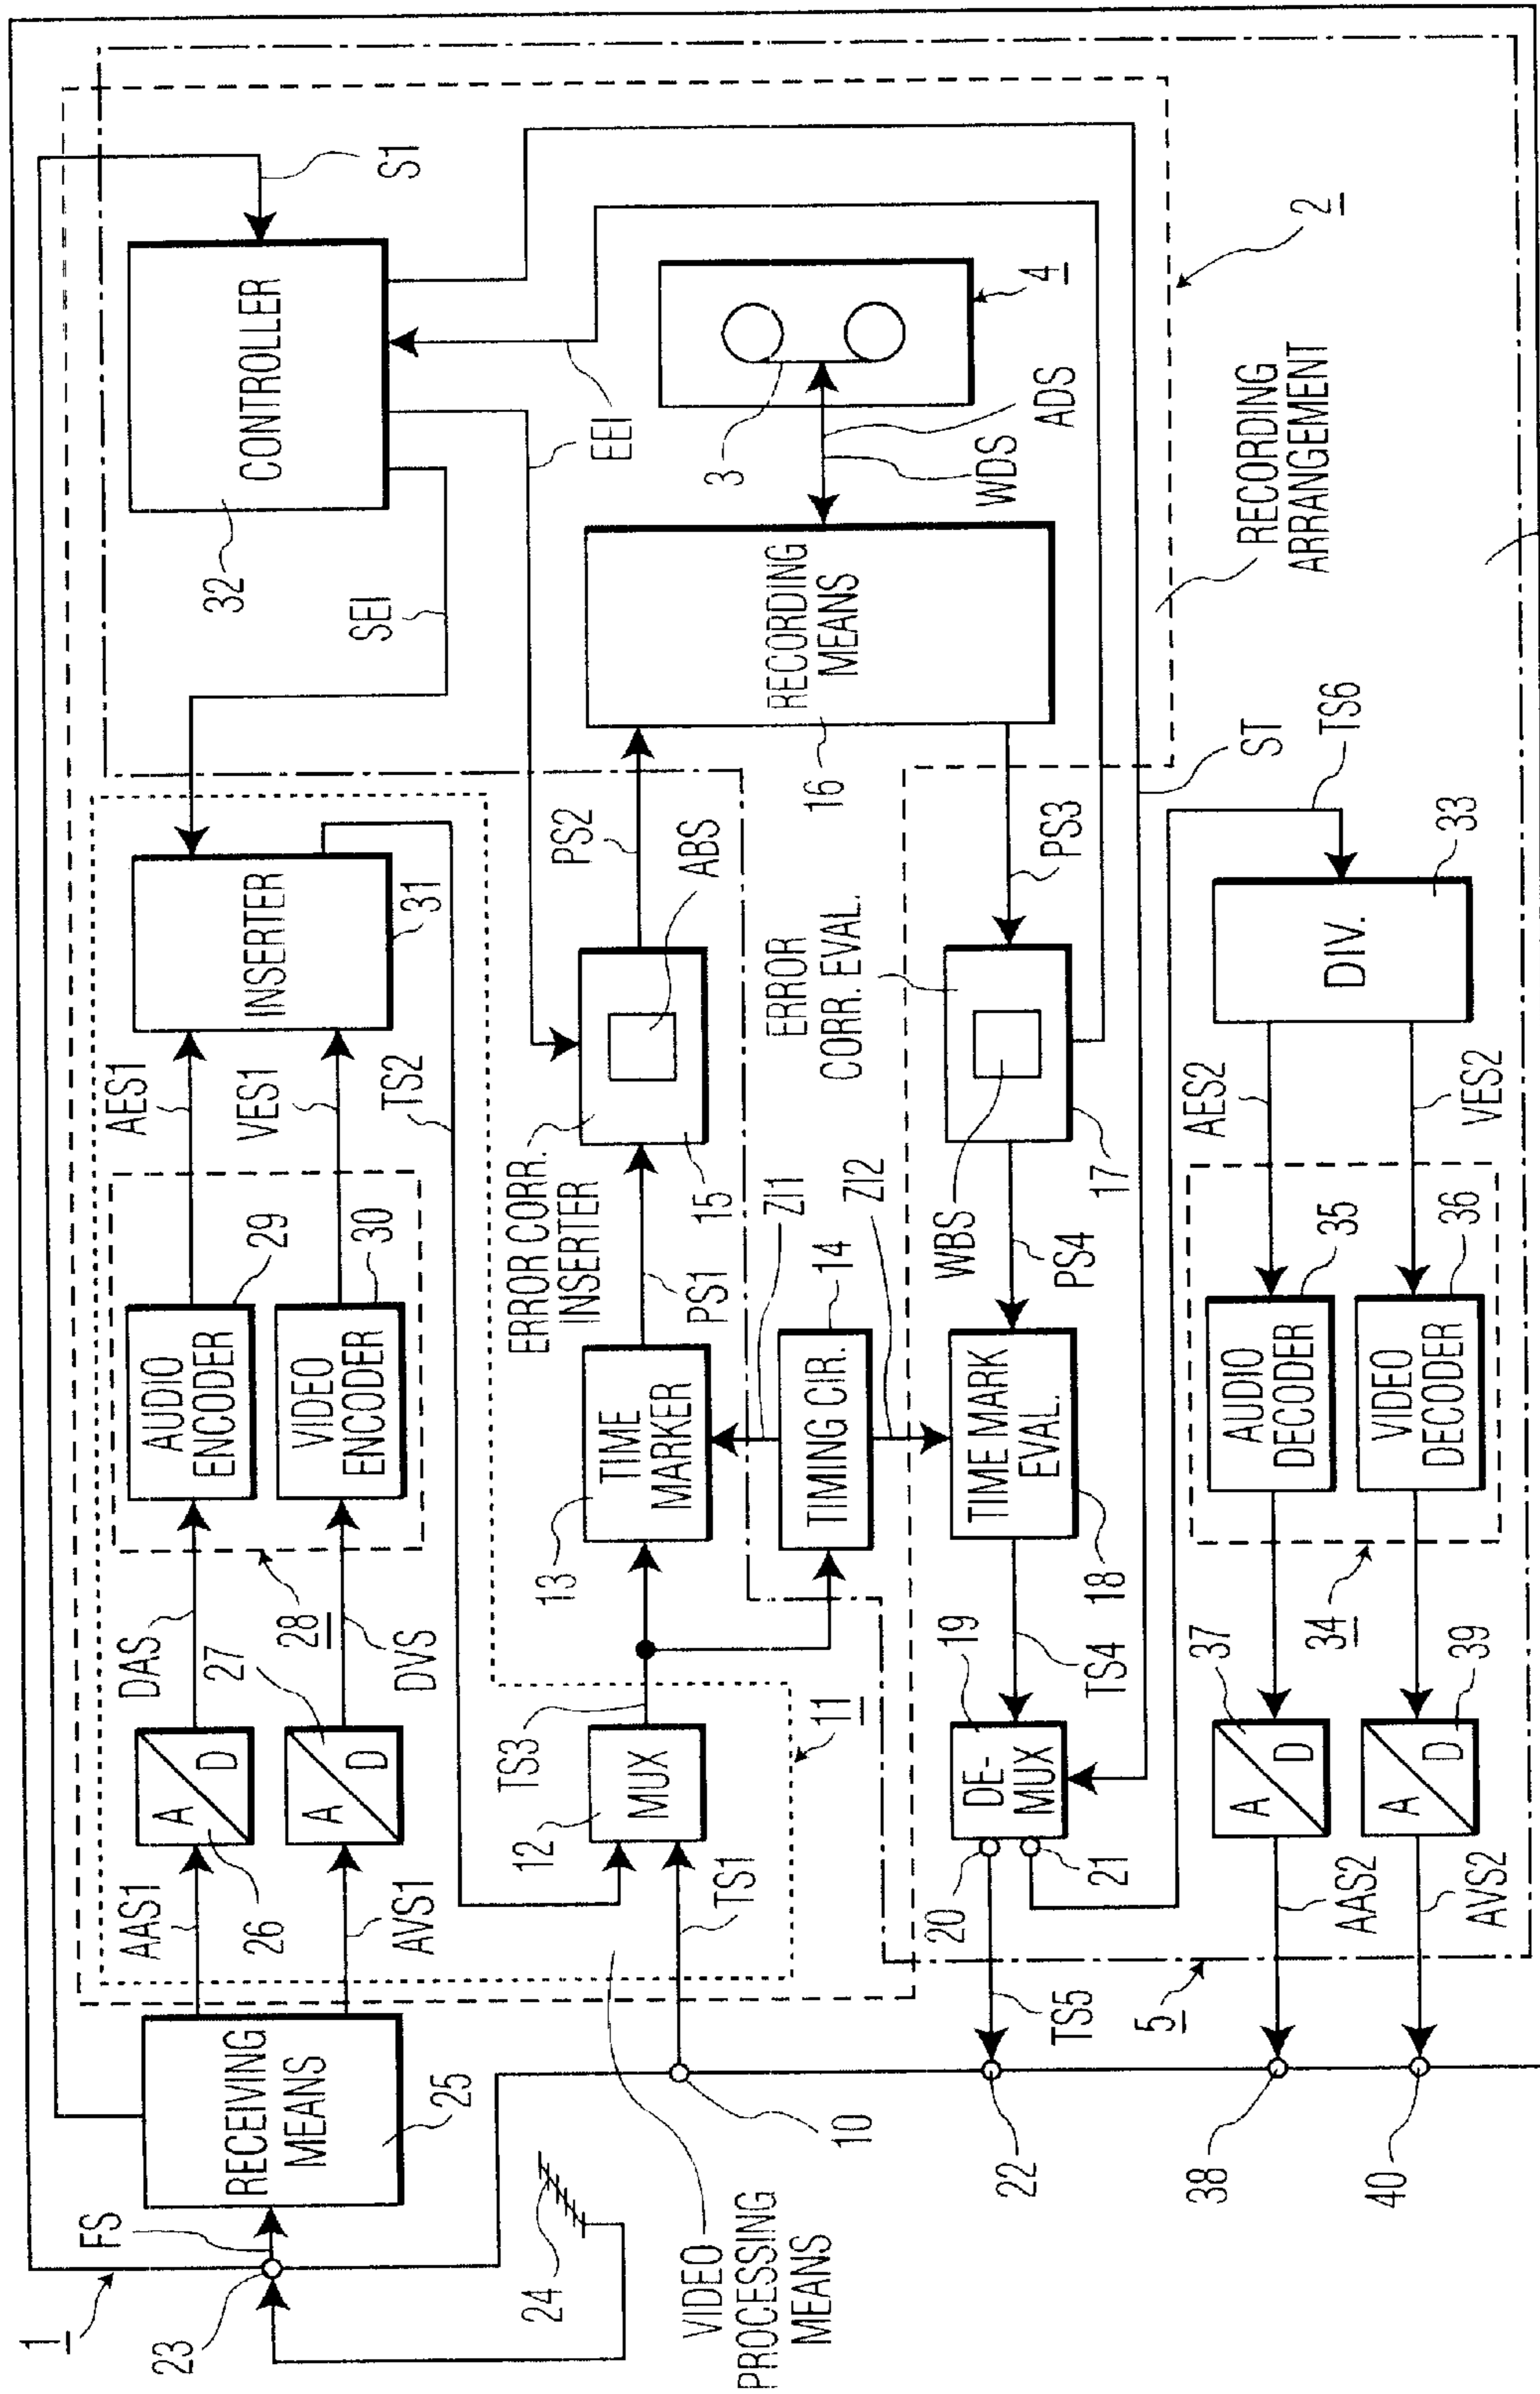 1
23
FS
RECEIVING
MEANS
25
24
VIDEO
PROCESSING
MEANS
10
22
38
40
AAS1
AVS1
26
A
D
27
A
D
DAS
DVS
28
AUDIO
ENCODER
29
VIDEO
ENCODER
30
AES1
VES1
INSERTER
31
TS2
SEI
32
CONTROLLER
S1
EEI
TS1
12
MUX
TS3
11
13
TIME
MARKER
PS1
ERROR CORR.
INSERTER
15
ABS
PS2
RECORDING
MEANS
16
3
WDS
ADS
4
2
RECORDING
ARRANGEMENT
TIMING CIR.
14
ZI1
ZI2
ERROR
CORR. EVAL.
TS5
20
21
DE-
MUX
19
TS4
TIME MARK
EVAL.
18
PS4
WBS
17
PS3
ST
TS6
5
AAS2
AVS2
37
A
D
39
A
D
34
AUDIO
DECODER
35
VIDEO
DECODER
36
AES2
VES2
DIV.
33